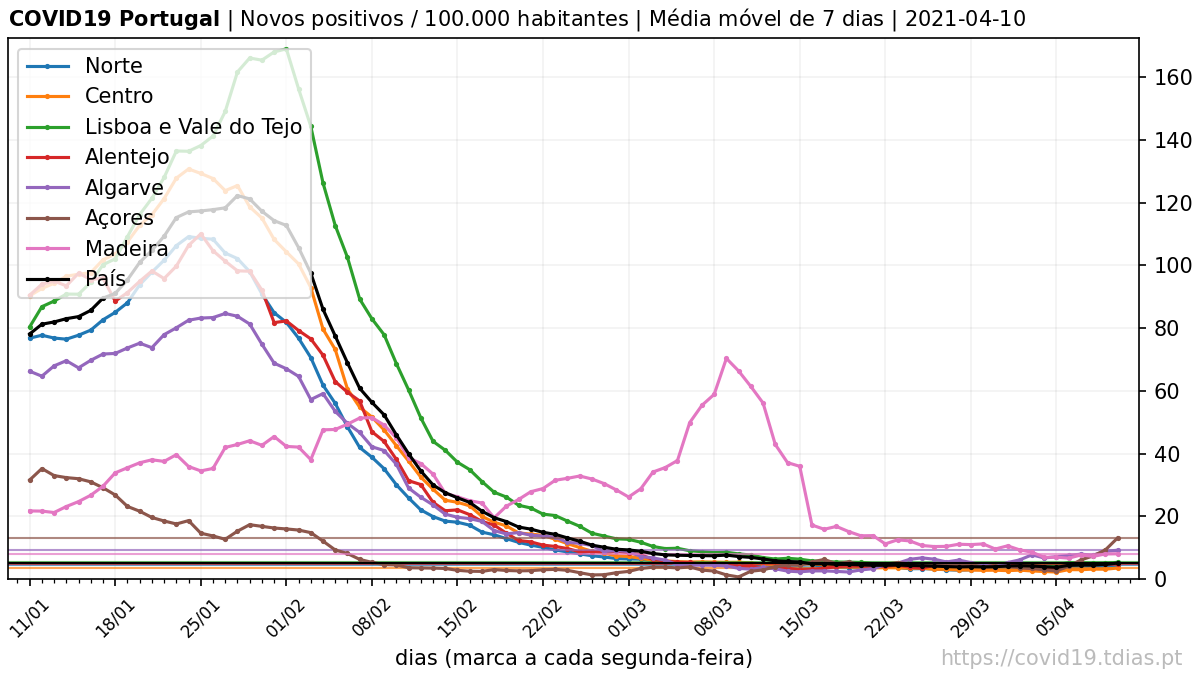 COVID19 Portugal | Novos positivos / 100.000 habitantes | Média móvel de 7 dias | 2021-04-10
Norte
Centro
Lisboa e Vale do Tejo
Alentejo
Algarve
Açores
Madeira
País
160
140
120
100
80
60
40
20
0
11/01
18/01
25/01
01/02
08/02
15/02
22/02
01/03
08/03
15/03
22/03
29/03
05/04
dias (marca a cada segunda-feira)
https://covid19.tdias.pt